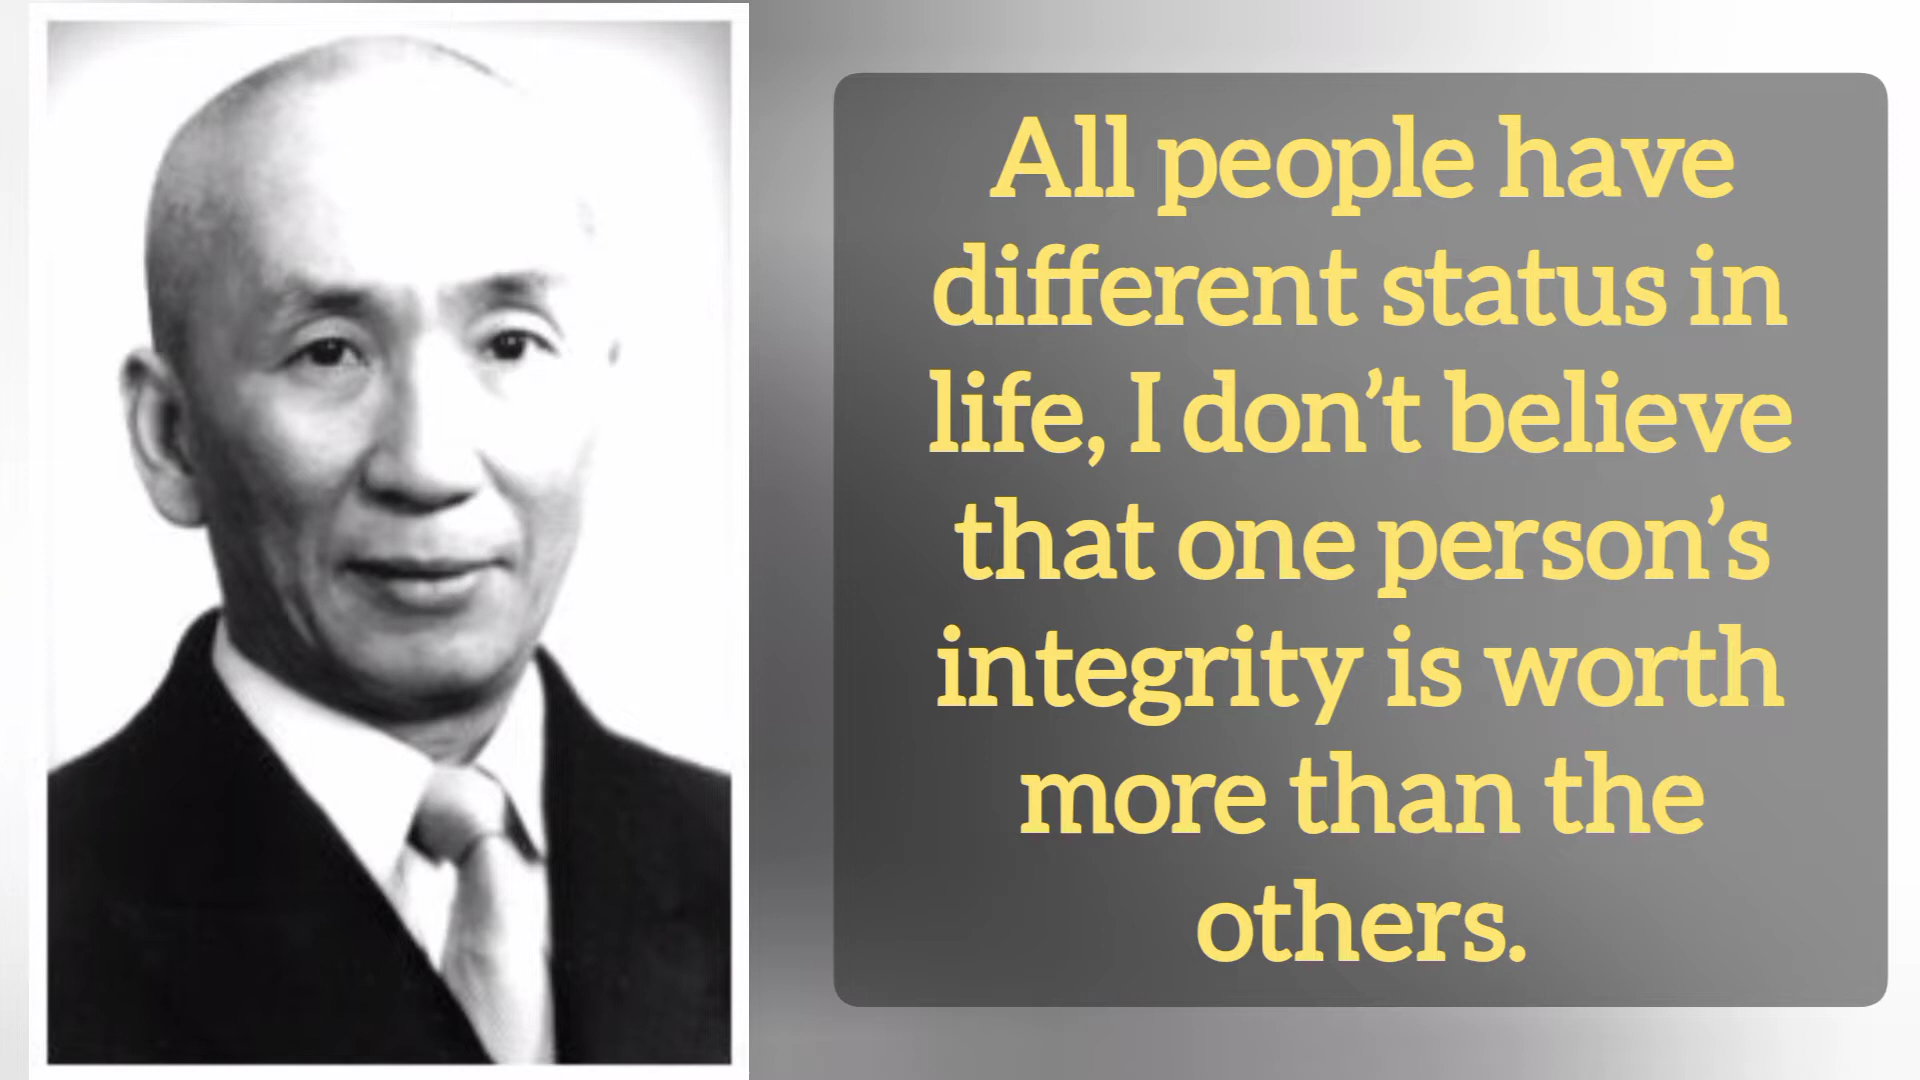 All people have
different status in
life, I don’t believe
that one person’s
integrity is worth
more than the
others.